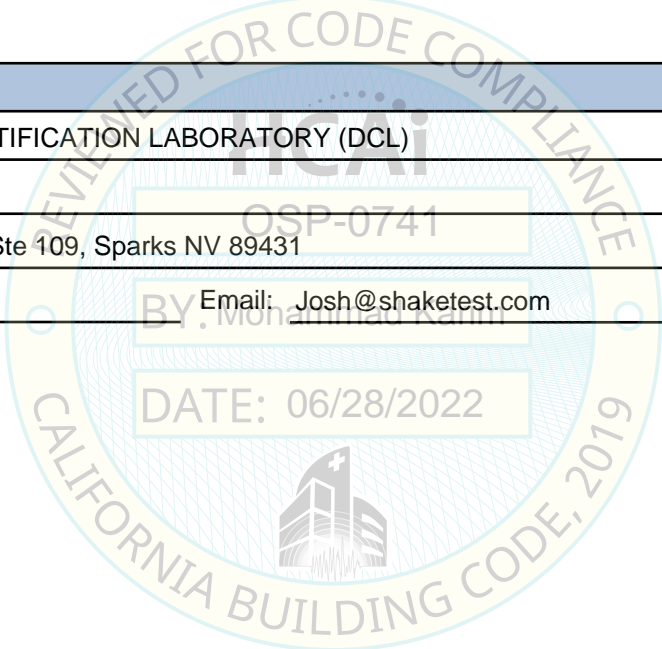 REVIEWED FOR CODE COMPLIANCE
HCAi
TIFICATION LABORATORY (DCL)
OSP-0741
Ste 109, Sparks NV 89431
Email: Josh@shaketest.com
BY: Mohammad Karim
DATE: 06/28/2022
CALIFORNIA BUILDING CODE, 2019